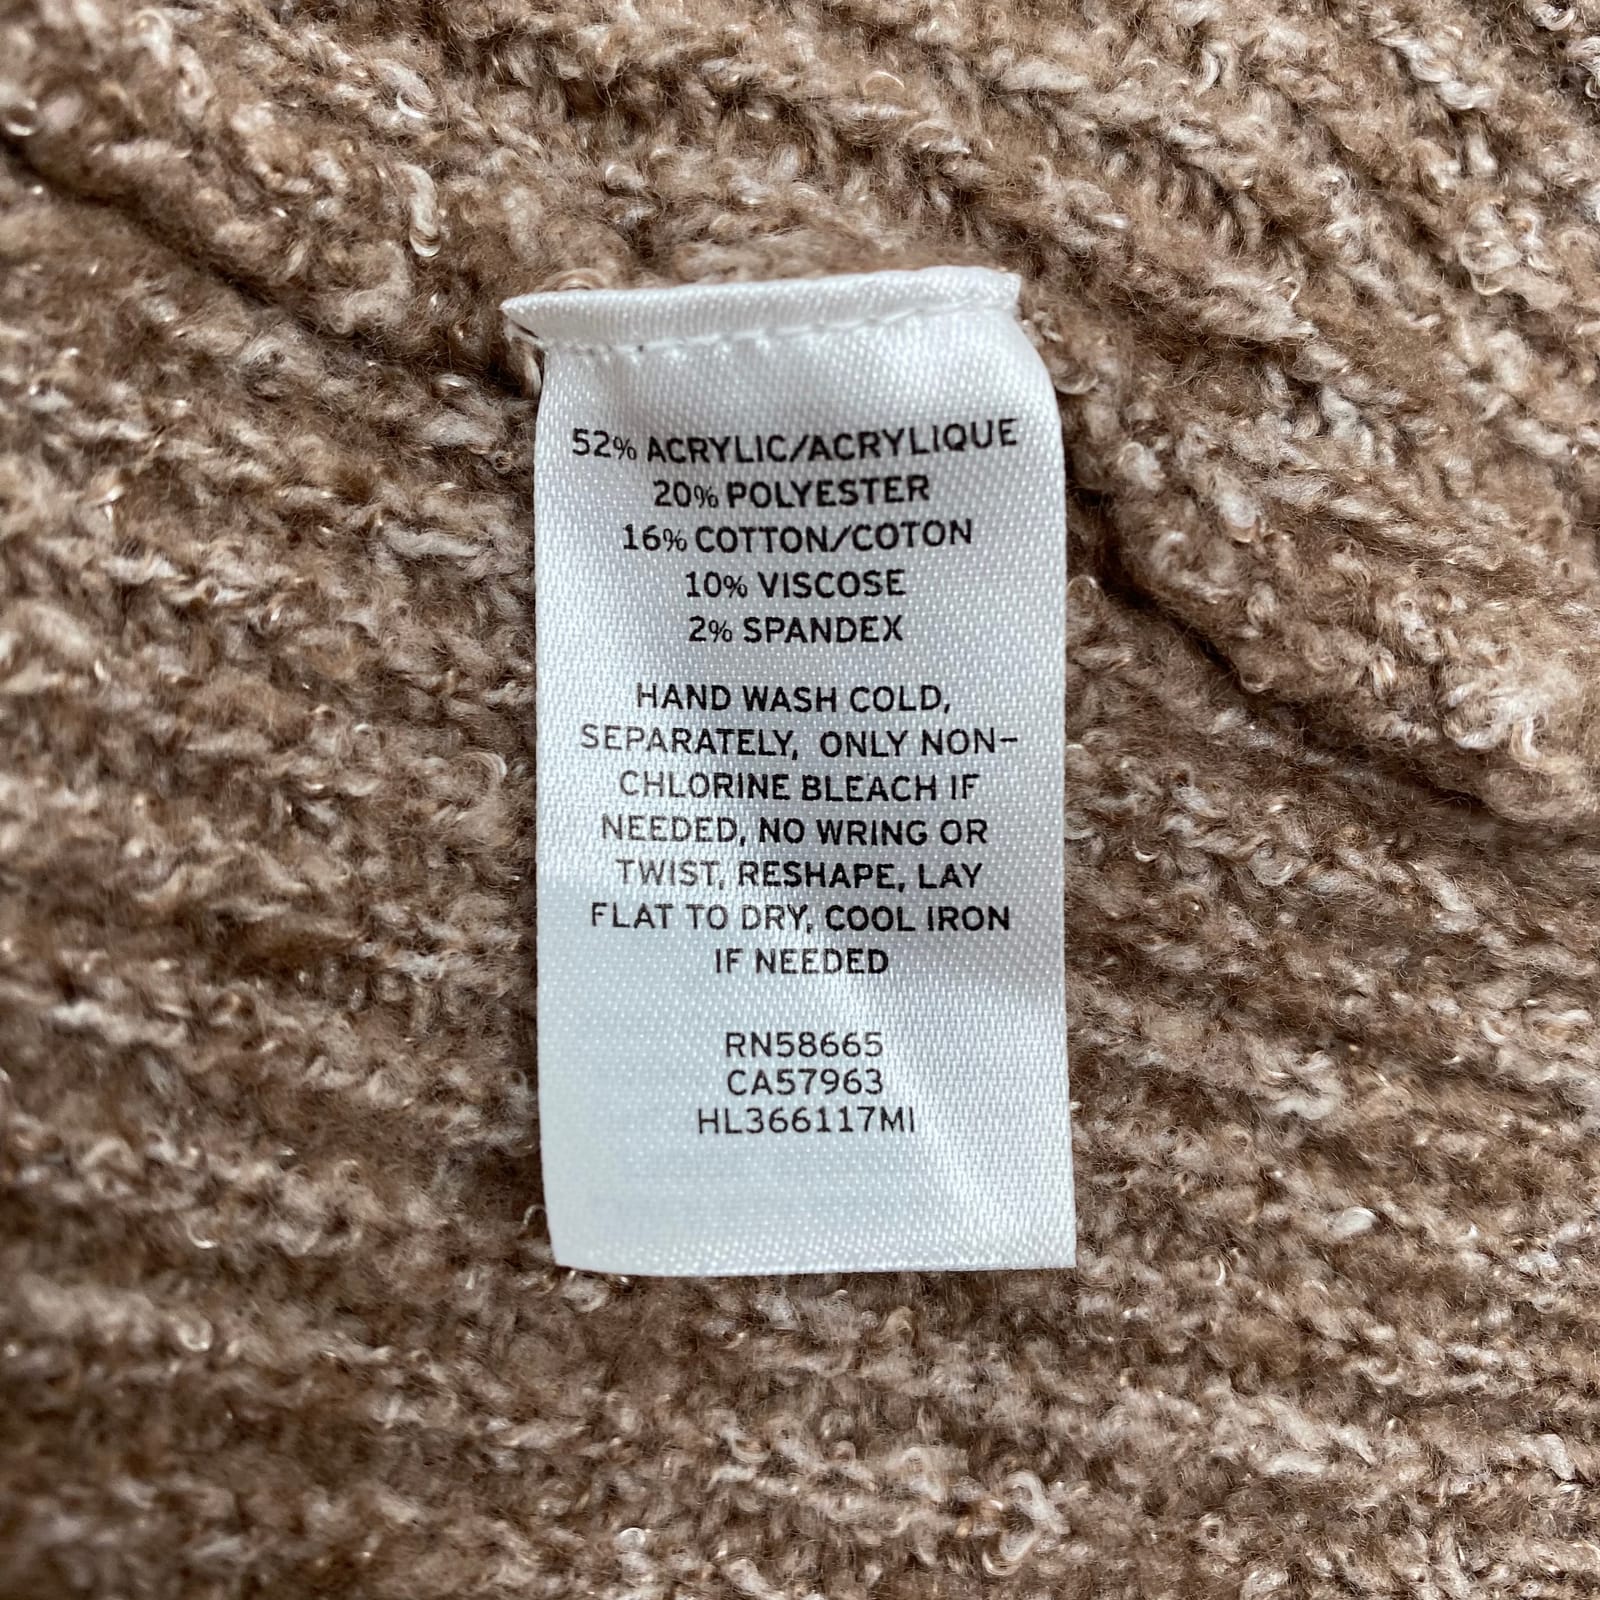 52% ACRYLIC/ACRYLIQUE
20% POLYESTER
16% COTTON/COTON
10% VISCOSE
2% SPANDEX
HAND WASH COLD,
SEPARATELY, ONLY NON-
CHLORINE BLEACH IF
NEEDED, NO WRING OR
TWIST, RESHAPE, LAY
FLAT TO DRY, COOL IRON
IF NEEDED
RN58665
CA57963
HL366117MI